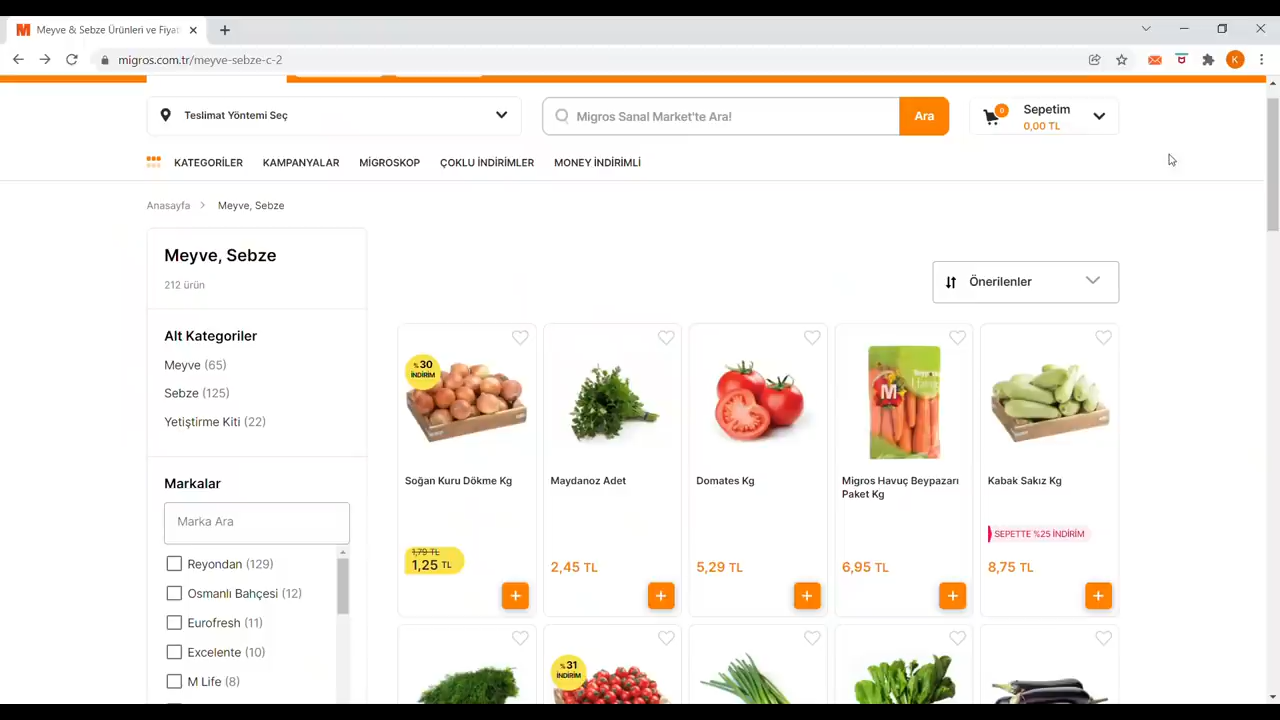 Meyve & Sebze Ürünleri ve Fiyat
migros.com.tr/meyve-sebze-c-2
K
Teslimat Yöntemi Seç
Migros Sanal Market'te Ara!
Ara
0
Sepetim
0,00 TL
KATEGORİLER
KAMPANYALAR
MİGROSKOP
ÇOKLU İNDİRİMLER
MONEY İNDİRİMLİ
Anasayfa
Meyve, Sebze
Meyve, Sebze
212 ürün
Önerilenler
Alt Kategoriler
Meyve (65)
Sebze (125)
Yetiştirme Kiti (22)
Markalar
Marka Ara
Reyondan (129)
Osmanlı Bahçesi (12)
Eurofresh (11)
Excelente (10)
M Life (8)
%30
İNDİRİM
Soğan Kuru Dökme Kg
1,79 TL
1,25 TL
Maydanoz Adet
2,45 TL
Domates Kg
5,29 TL
M
Migros Havuç Beypazarı
Paket Kg
6,95 TL
Kabak Sakız Kg
SEPETTE %25 İNDİRİM
8,75 TL
%31
İNDİRİM